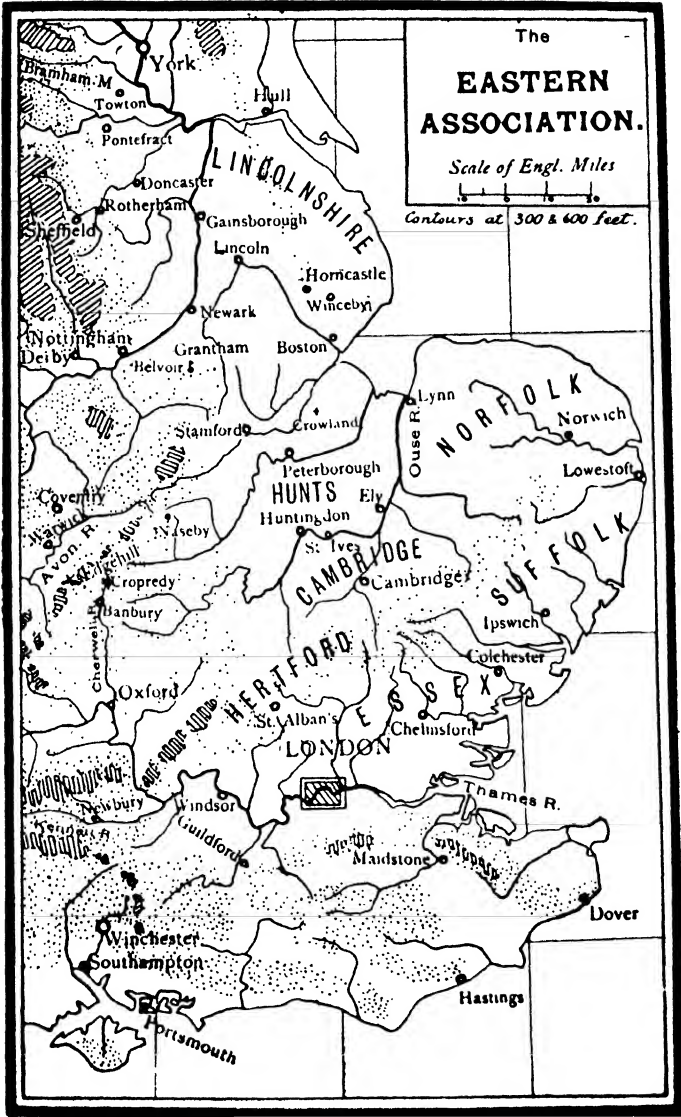 The
EASTERN
ASSOCIATION.
Scale of Engl. Miles
Contours at 300 & 600 feet.
York
Bramham M
Towton
Hull
Pontefract
LINCOLNSHIRE
Doncaster
Rotherham
Sheffield
Gainsborough
Lincoln
Horncastle
Winceby
Newark
Nottingham
Derby
Grantham
Boston
Belvoir
Lynn
NORFOLK
Norwich
Ouse R.
Stamford
Crowland
Peterborough
Lowestoft
HUNTS
Ely
Coventry
Huntingdon
Warwick
Naseby
St. Ives
SUFFOLK
Avon R.
CAMBRIDGE
Edgehill
Cropredy
Cambridge
Banbury
Ipswich
Cherwell R.
HERTFORD
Colchester
Oxford
ESSEX
St. Alban's
Chelmsford
LONDON
Thames R.
Newbury
Windsor
Guildford
Maidstone
Dover
Winchester
Southampton
Hastings
Portsmouth